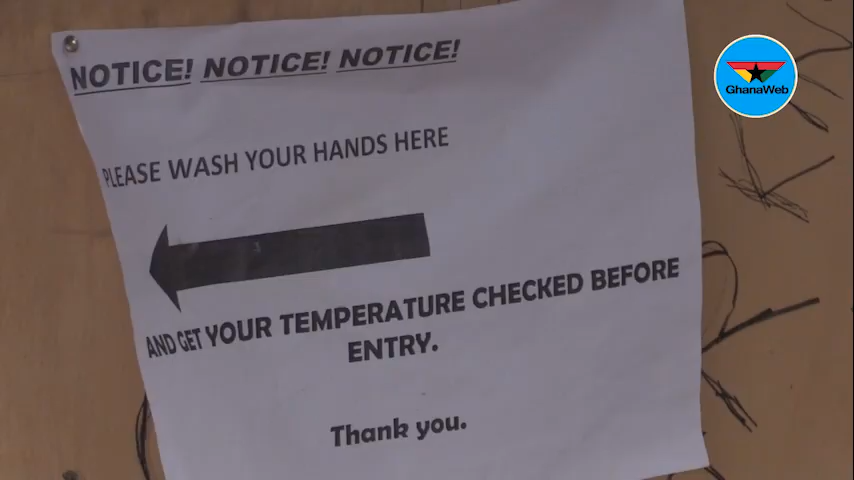 NOTICE! NOTICE! NOTICE!
GhanaWeb
PLEASE WASH YOUR HANDS HERE
AND GET YOUR TEMPERATURE CHECKED BEFORE
ENTRY.
Thank you.